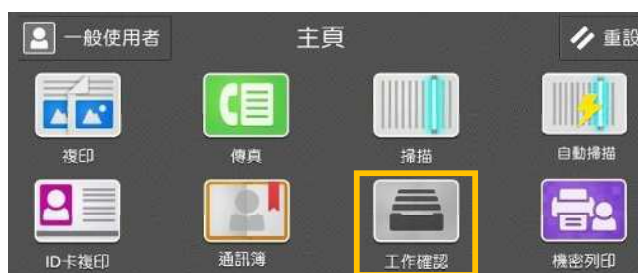 一般使用者 主頁 重設
複印 傳真 掃描 自動掃描
ID卡複印 通訊簿 工作確認 機密列印